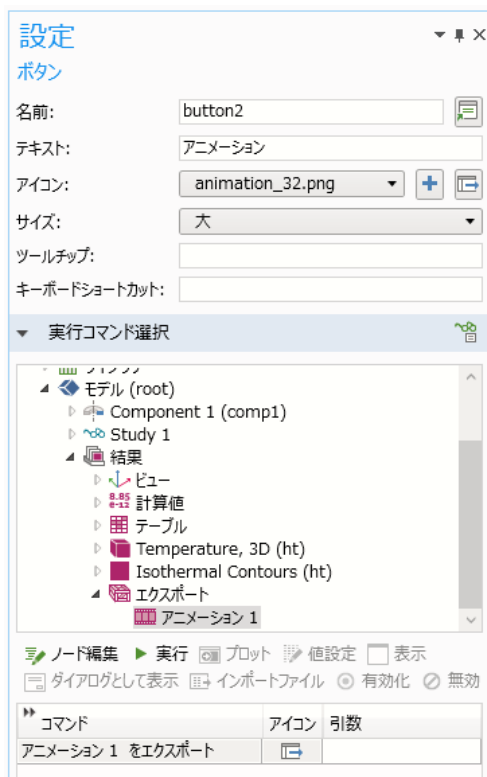 設定
ボタン
名前: button2
テキスト: アニメーション
アイコン: animation_32.png
サイズ: 大
ツールチップ:
キーボードショートカット:
実行コマンド選択
モデル (root)
Component 1 (comp1)
Study 1
結果
ビュー
8.85 e-12 計算値
テーブル
Temperature, 3D (ht)
Isothermal Contours (ht)
エクスポート
アニメーション 1
ノード編集 実行 プロット 値設定 表示
ダイアログとして表示 インポートファイル 有効化 無効
コマンド アイコン 引数
アニメーション 1 をエクスポート